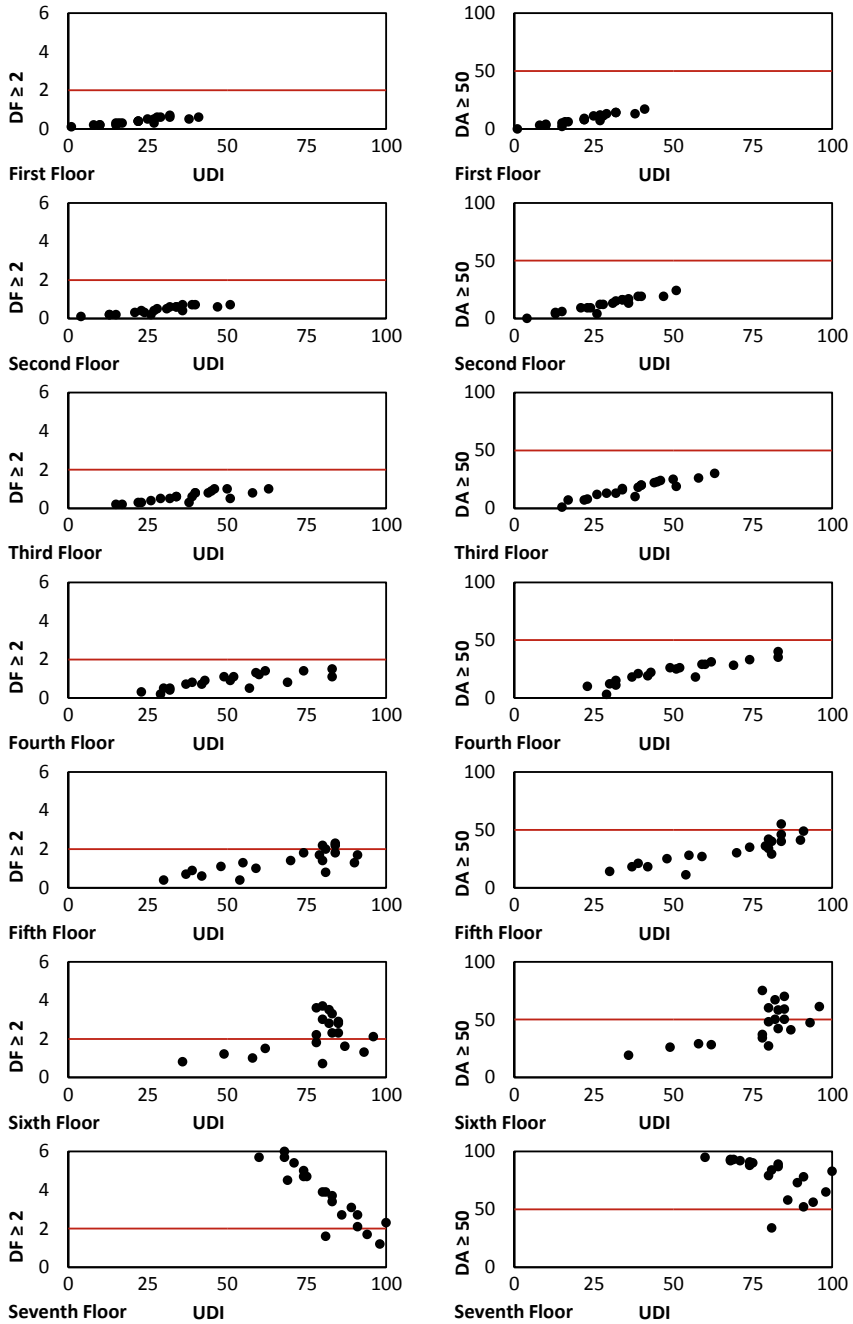 6 6 100
DF ≥ 2 4 DA ≥ 50
2 50
0 0
0 25 50 75 100 0 25 50 75 100
First Floor UDI First Floor UDI
6 100
DF ≥ 2 4 DA ≥ 50
2 50
0 0
0 25 50 75 100 0 25 50 75 100
Second Floor UDI Second Floor UDI
6 100
DF ≥ 2 4 DA ≥ 50
2 50
0 0
0 25 50 75 100 0 25 50 75 100
Third Floor UDI Third Floor UDI
6 100
DF ≥ 2 4 DA ≥ 50
2 50
0 0
0 25 50 75 100 0 25 50 75 100
Fourth Floor UDI Fourth Floor UDI
6 100
DF ≥ 2 4 DA ≥ 50
2 50
0 0
0 25 50 75 100 0 25 50 75 100
Fifth Floor UDI Fifth Floor UDI
6 100
DF ≥ 2 4 DA ≥ 50
2 50
0 0
0 25 50 75 100 0 25 50 75 100
Sixth Floor UDI Sixth Floor UDI
6 100
DF ≥ 2 4 DA ≥ 50
2 50
0 0
0 25 50 75 100 0 25 50 75 100
Seventh Floor UDI Seventh Floor UDI